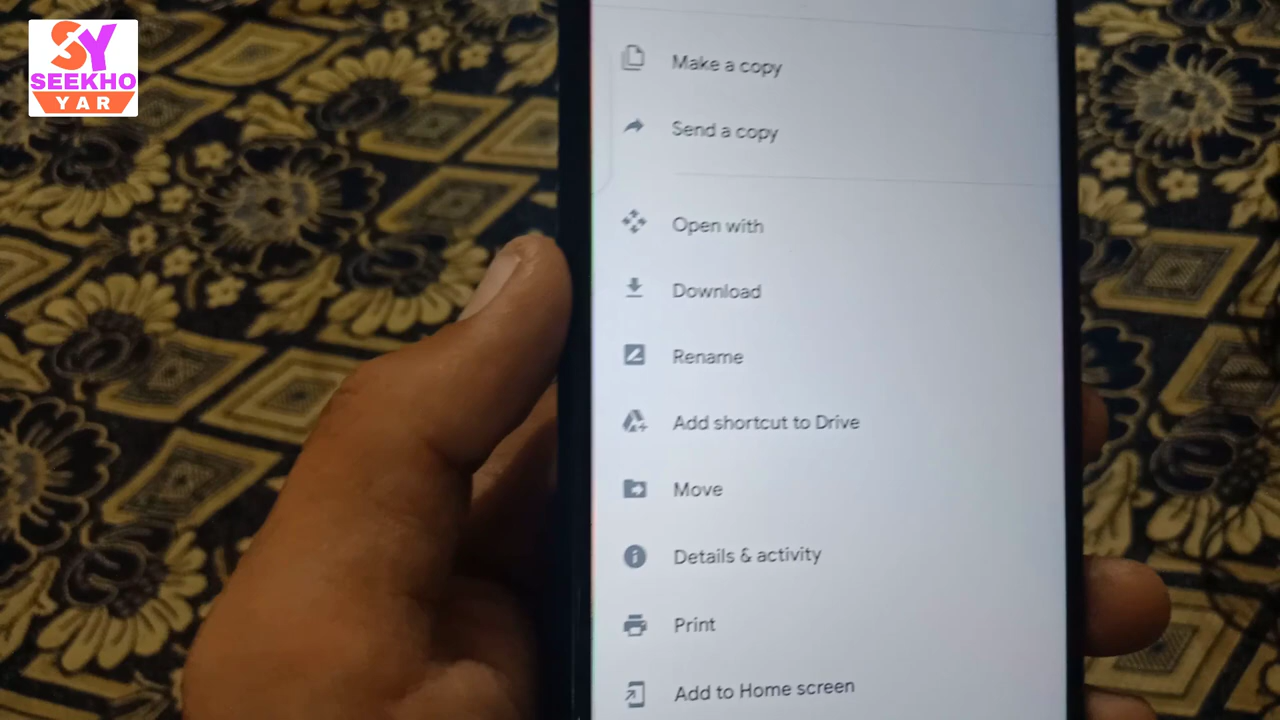 SY
SEEKHO
YAR
Make a copy
Send a copy
Open with
Download
Rename
Add shortcut to Drive
Move
Details & activity
Print
Add to Home screen